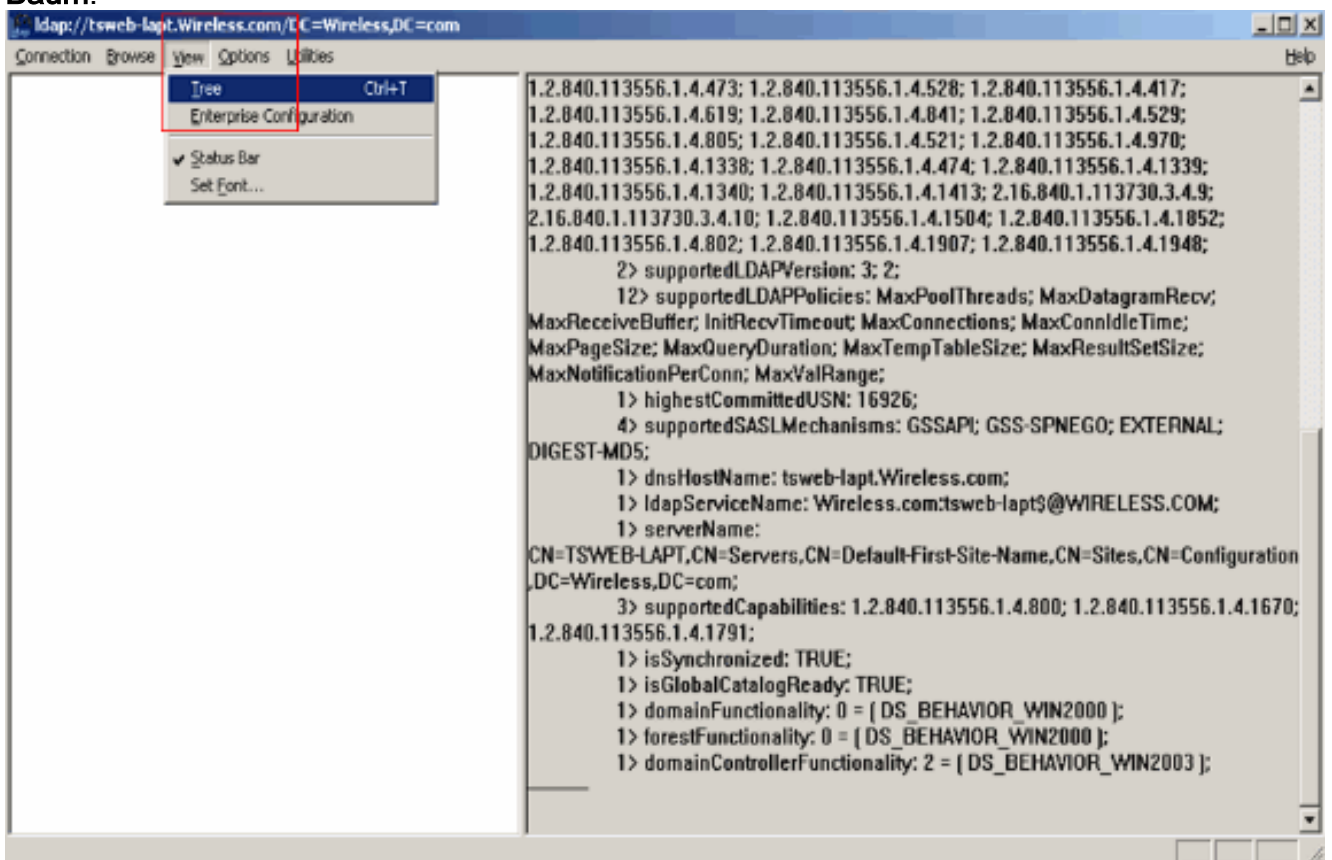 Baum.
ldap://tsweb-lapt.Wireless.com/DC=Wireless,DC=com
Connection Browse View Options Utilities Help
Tree Ctrl+T
Enterprise Configuration
Status Bar
Set Font...
1.2.840.113556.1.4.473; 1.2.840.113556.1.4.528; 1.2.840.113556.1.4.417;
1.2.840.113556.1.4.619; 1.2.840.113556.1.4.841; 1.2.840.113556.1.4.529;
1.2.840.113556.1.4.805; 1.2.840.113556.1.4.521; 1.2.840.113556.1.4.970;
1.2.840.113556.1.4.1338; 1.2.840.113556.1.4.474; 1.2.840.113556.1.4.1339;
1.2.840.113556.1.4.1340; 1.2.840.113556.1.4.1413; 2.16.840.1.113730.3.4.9;
2.16.840.1.113730.3.4.10; 1.2.840.113556.1.4.1504; 1.2.840.113556.1.4.1852;
1.2.840.113556.1.4.802; 1.2.840.113556.1.4.1907; 1.2.840.113556.1.4.1948;
2> supportedLDAPVersion: 3; 2;
12> supportedLDAPPolicies: MaxPoolThreads; MaxDatagramRecv;
MaxReceiveBuffer; InitRecvTimeout; MaxConnections; MaxConnIdleTime;
MaxPageSize; MaxQueryDuration; MaxTempTableSize; MaxResultSetSize;
MaxNotificationPerConn; MaxValRange;
1> highestCommittedUSN: 16926;
4> supportedSASLMechanisms: GSSAPI; GSS-SPNEGO; EXTERNAL;
DIGEST-MD5;
1> dnsHostName: tsweb-lapt.Wireless.com;
1> ldapServiceName: Wireless.com:tsweb-lapt$@WIRELESS.COM;
1> serverName:
CN=TSWEB-LAPT,CN=Servers,CN=Default-First-Site-Name,CN=Sites,CN=Configuration
,DC=Wireless,DC=com;
3> supportedCapabilities: 1.2.840.113556.1.4.800; 1.2.840.113556.1.4.1670;
1.2.840.113556.1.4.1791;
1> isSynchronized: TRUE;
1> isGlobalCatalogReady: TRUE;
1> domainFunctionality: 0 = ( DS_BEHAVIOR_WIN2000 );
1> forestFunctionality: 0 = ( DS_BEHAVIOR_WIN2000 );
1> domainControllerFunctionality: 2 = ( DS_BEHAVIOR_WIN2003 );